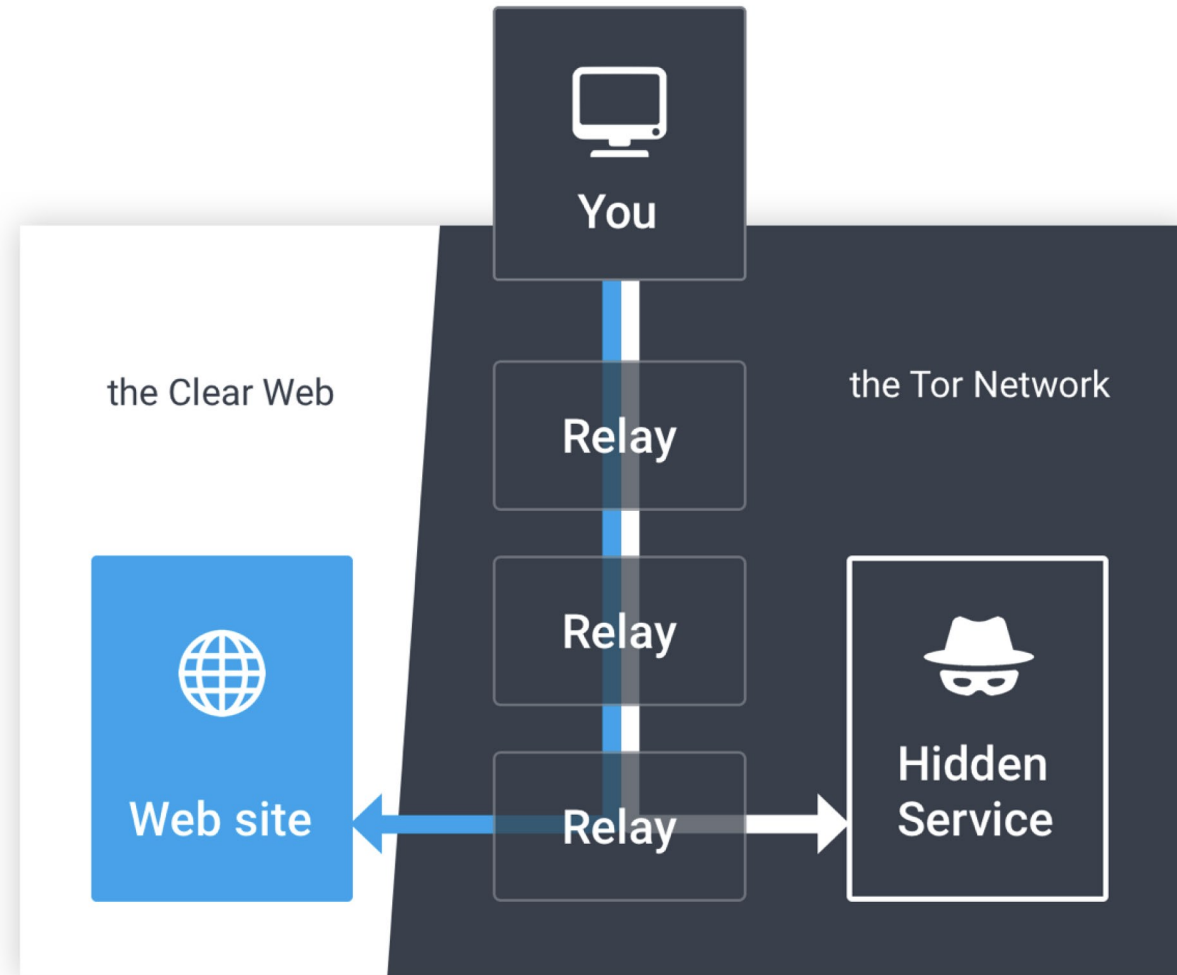 You
the Clear Web
the Tor Network
Relay
Relay
Web site
Relay
Hidden
Service